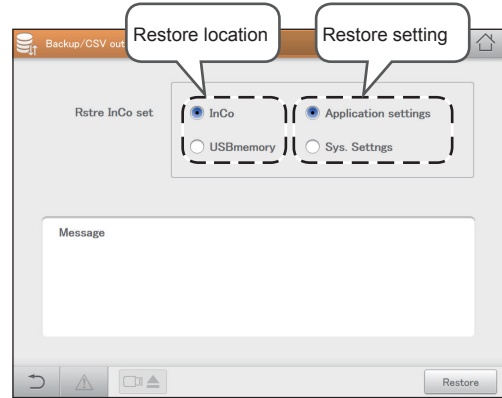 Restore location
Restore setting
Backup/CSV out
Rstre InCo set
InCo
Application settings
USBmemory
Sys. Settngs
Message
Restore